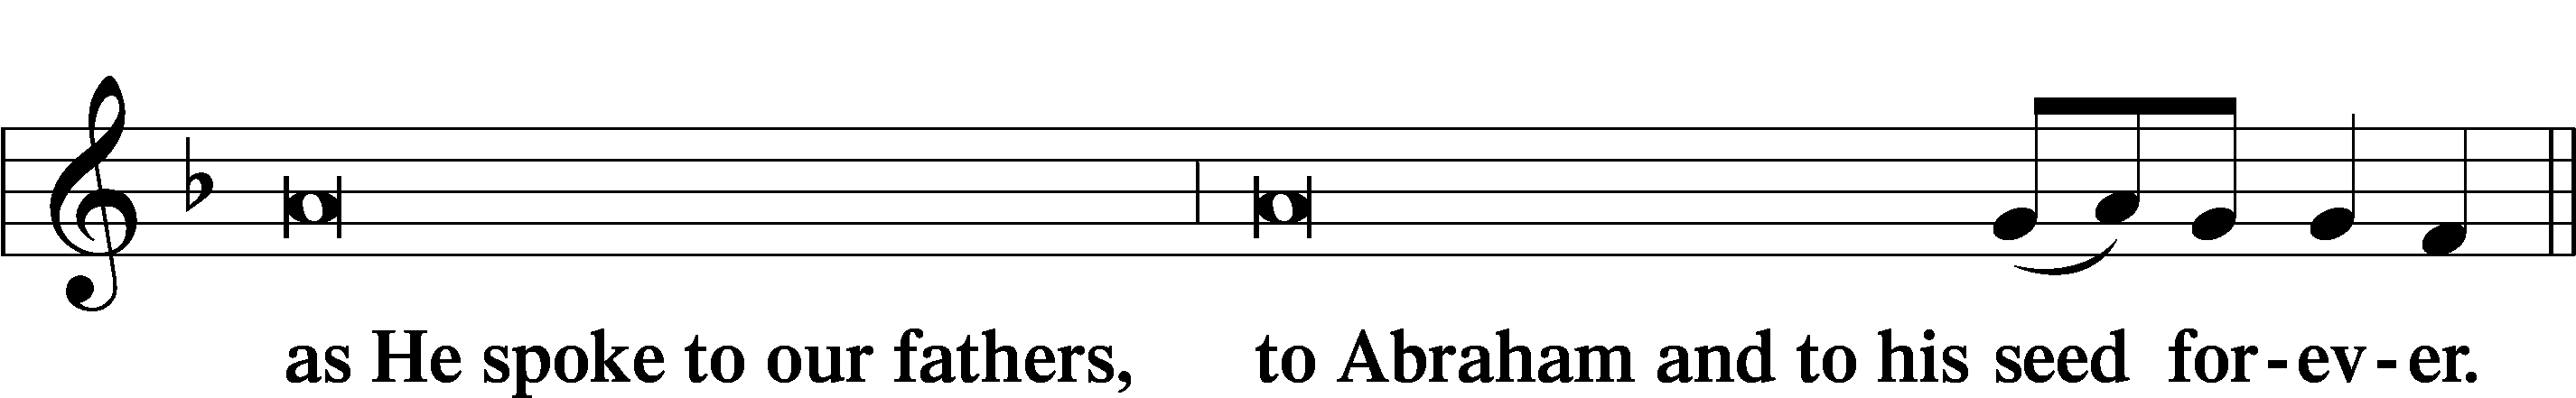 as He spoke to our fathers, to Abraham and to his seed for-ev-er.